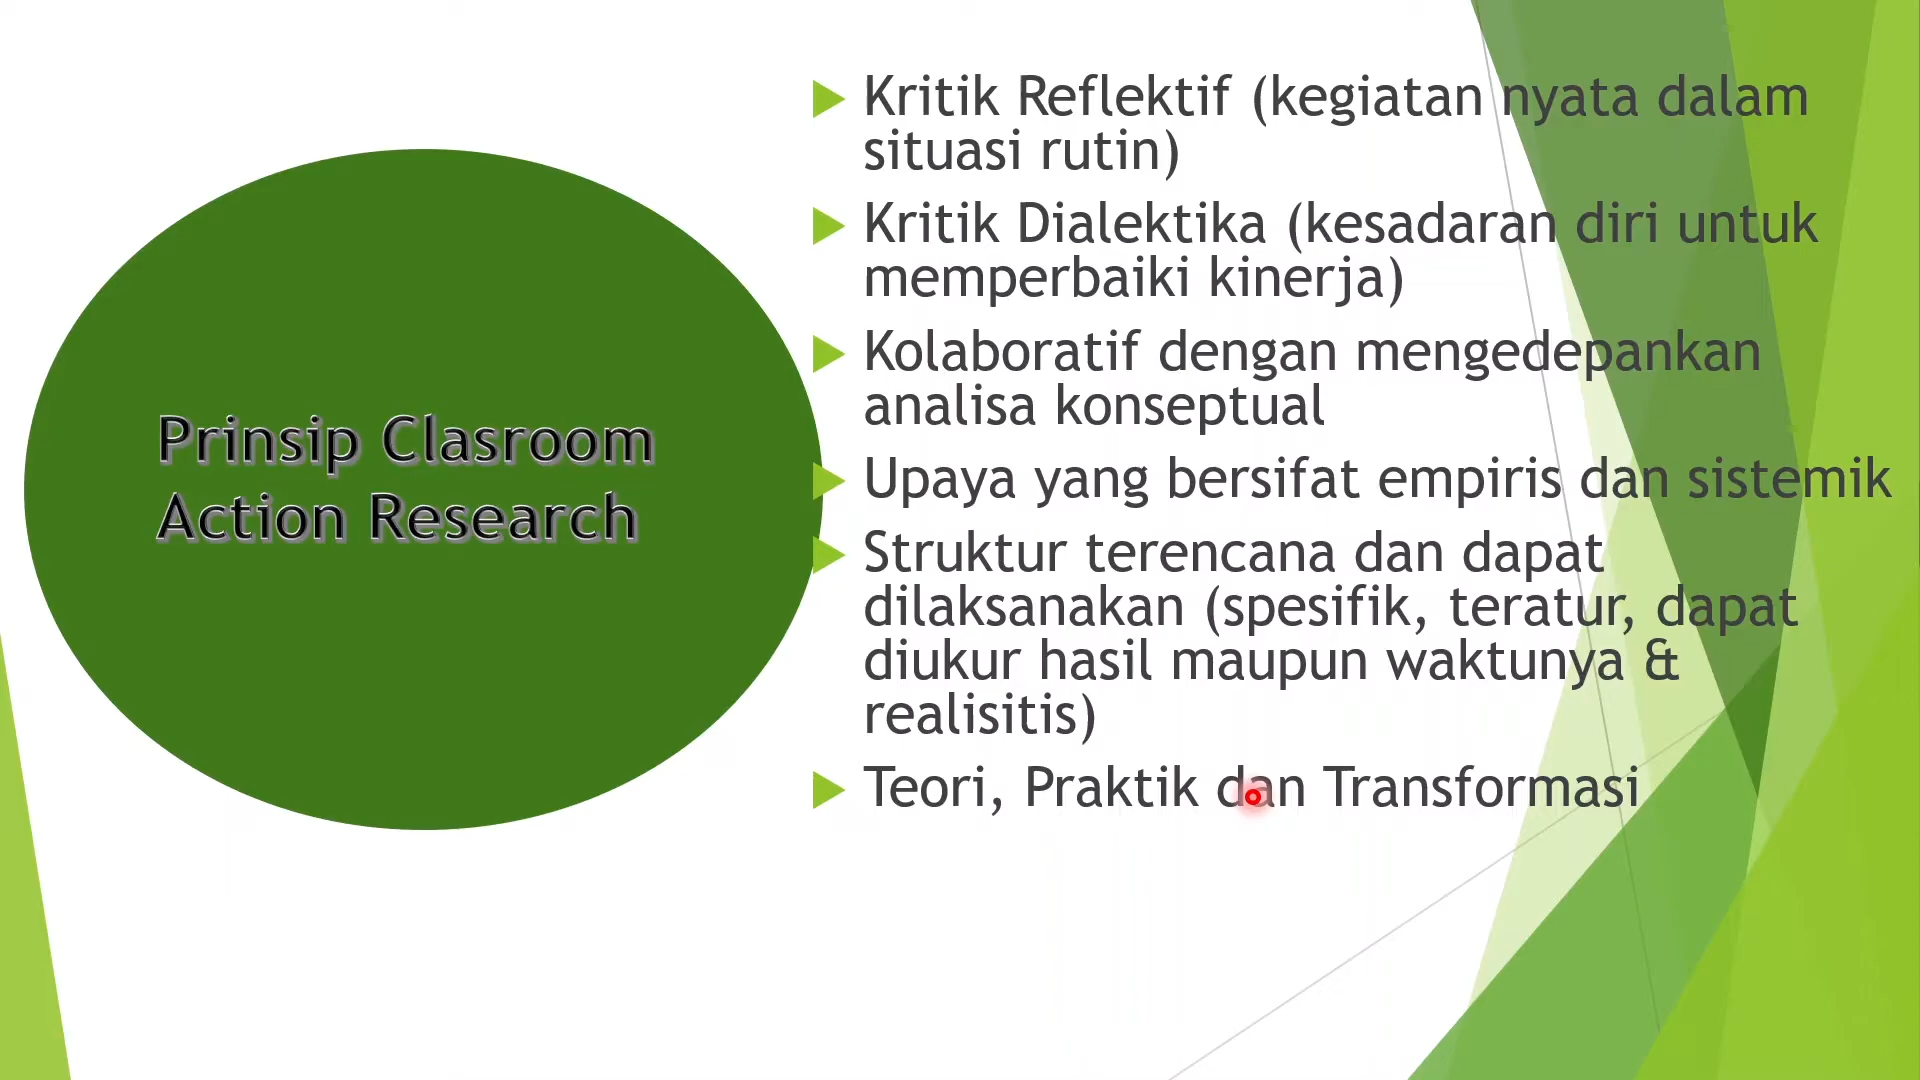 Prinsip Clasroom
Action Research
Kritik Reflektif (kegiatan nyata dalam
situasi rutin)
Kritik Dialektika (kesadaran diri untuk
memperbaiki kinerja)
Kolaboratif dengan mengedepankan
analisa konseptual
Upaya yang bersifat empiris dan sistemik
Struktur terencana dan dapat
dilaksanakan (spesifik, teratur, dapat
diukur hasil maupun waktunya &
realisitis)
Teori, Praktik dan Transformasi